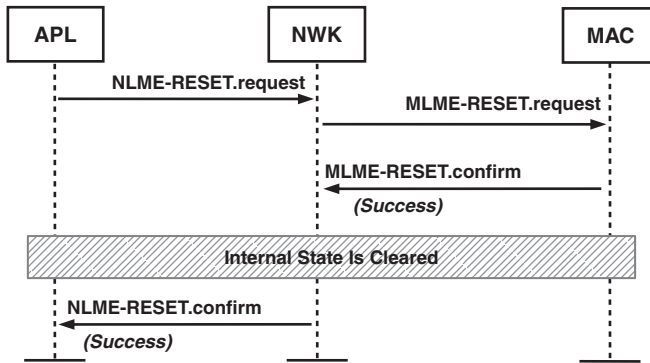 APL NWK MAC
NLME-RESET.request
MLME-RESET.request
MLME-RESET.confirm
(Success)
Internal State Is Cleared
NLME-RESET.confirm
(Success)